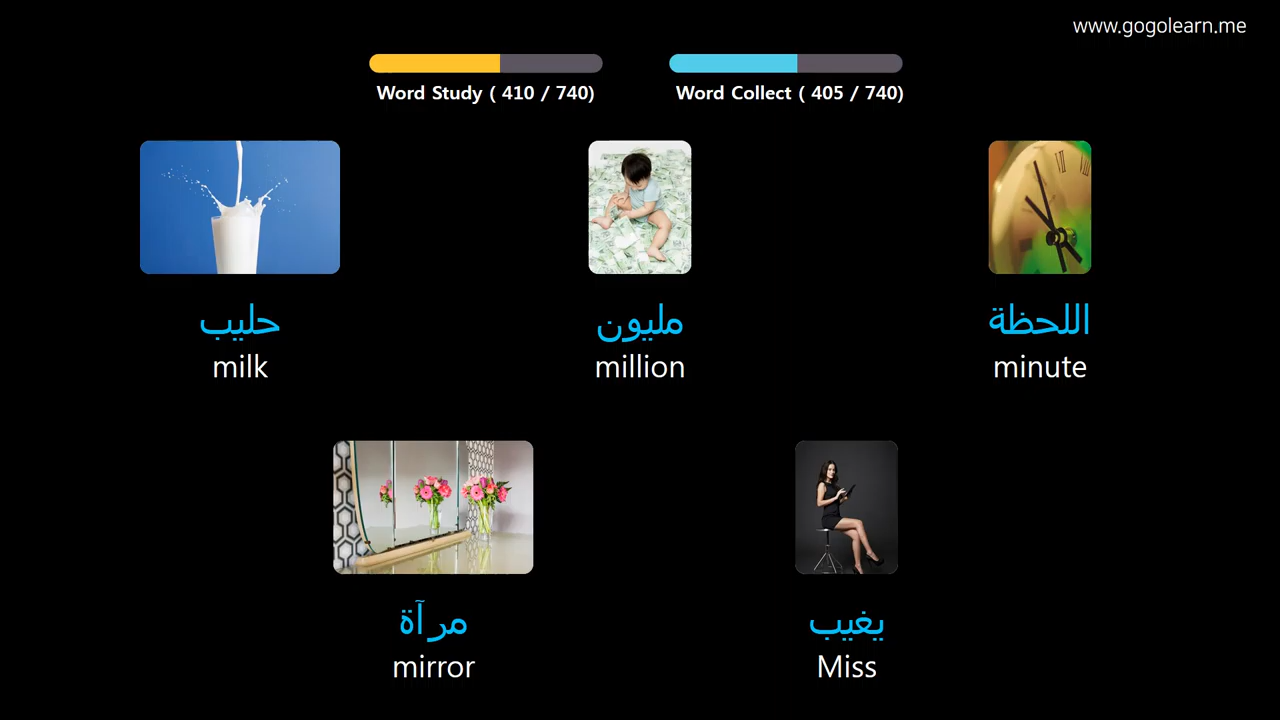 www.gogolearn.me
Word Study ( 410 / 740)
Word Collect ( 405 / 740)
حليب
milk
مليون
million
اللحظة
minute
مرآة
mirror
يغيب
Miss